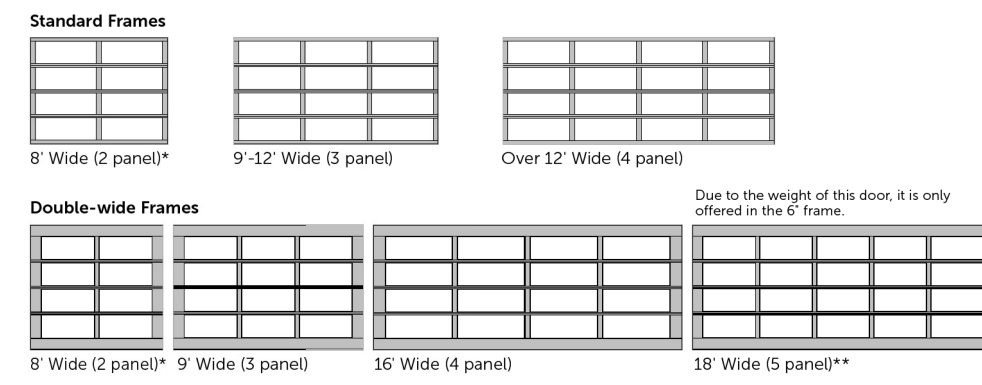 Standard Frames
8' Wide (2 panel)*
9'-12' Wide (3 panel)
Over 12' Wide (4 panel)
Due to the weight of this door, it is only
offered in the 6" frame.
Double-wide Frames
8' Wide (2 panel)*
9' Wide (3 panel)
16' Wide (4 panel)
18' Wide (5 panel)**